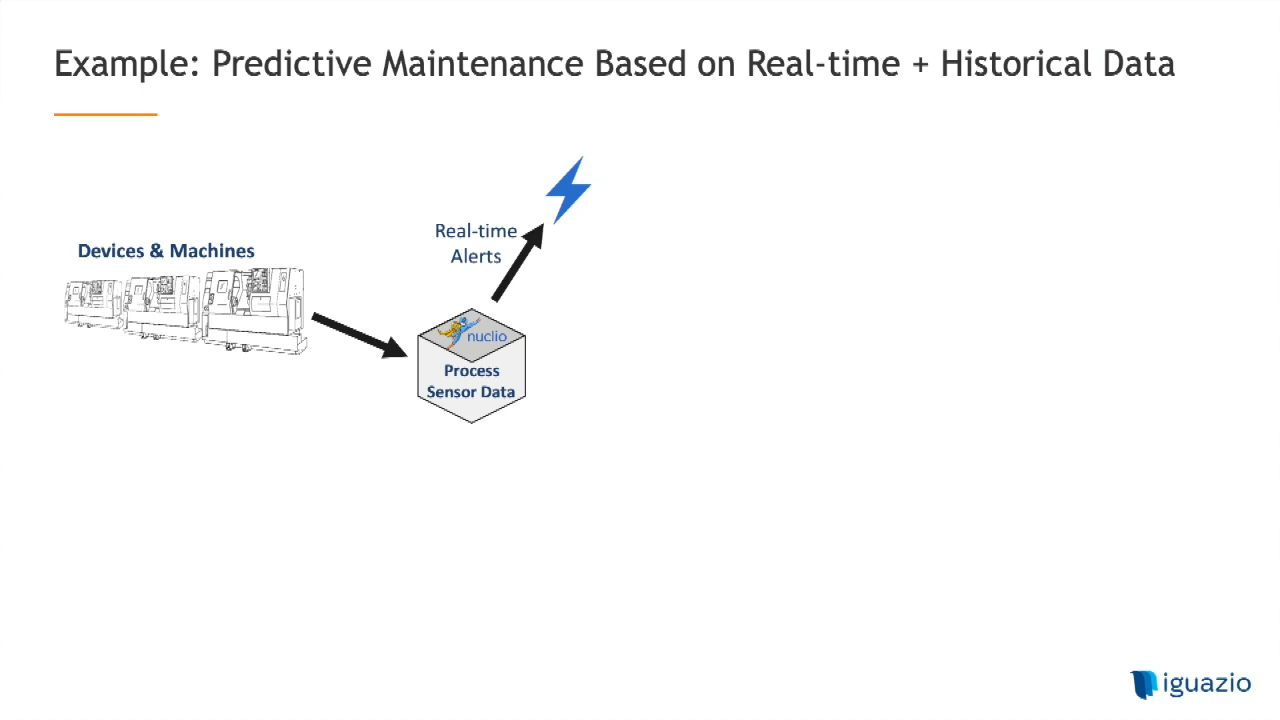 Example: Predictive Maintenance Based on Real-time + Historical Data
Real-time
Alerts
Devices & Machines
nuclio
Process
Sensor Data
iguazio